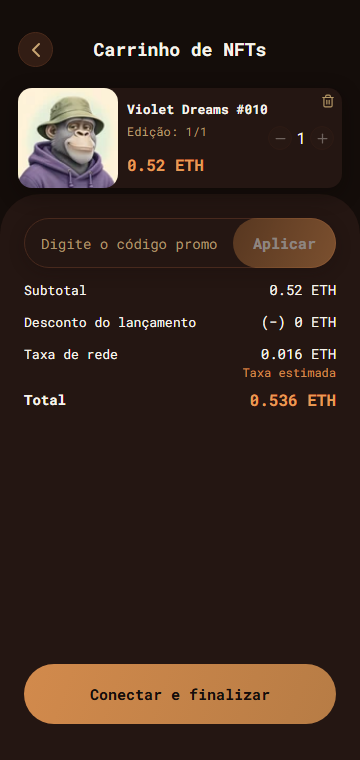 Carrinho de NFTs
Violet Dreams #010
Edição: 1/1
− 1 +
0.52 ETH
Digite o código promo
Aplicar
Subtotal 0.52 ETH
Desconto do lançamento (-) 0 ETH
Taxa de rede 0.016 ETH
Taxa estimada
Total 0.536 ETH
Conectar e finalizar